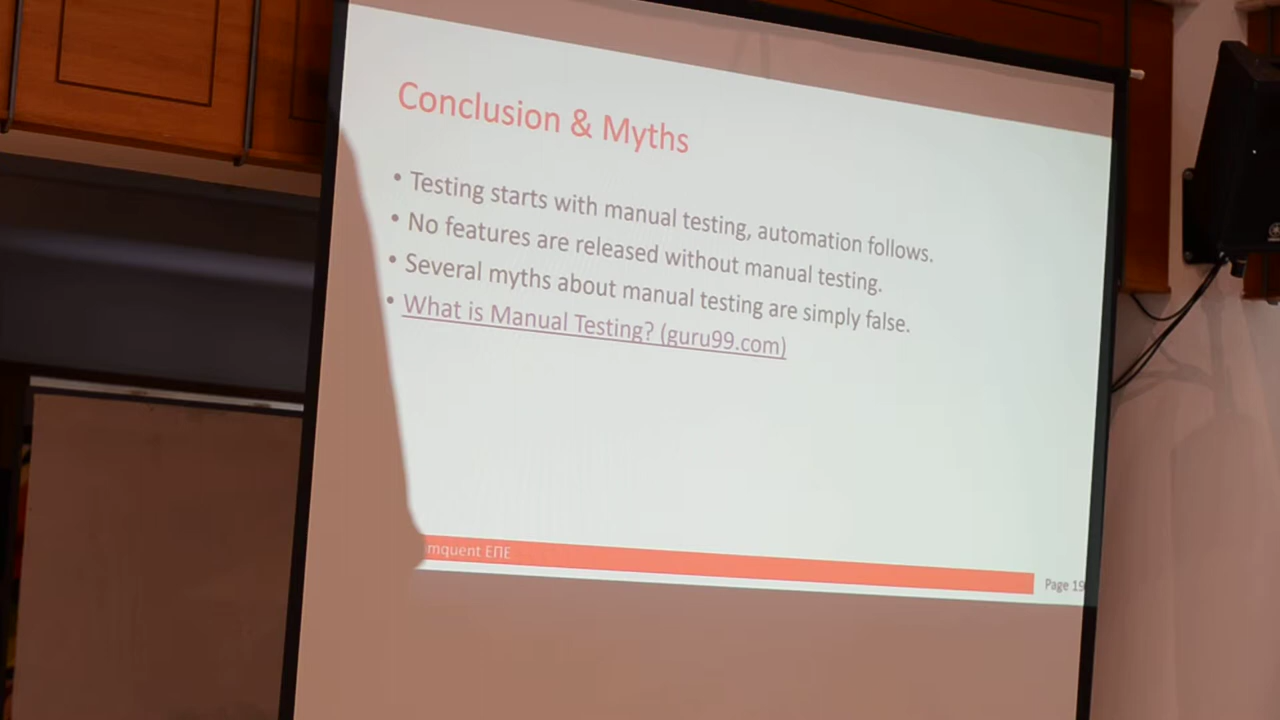 Conclusion & Myths
• Testing starts with manual testing, automation follows.
• No features are released without manual testing.
• Several myths about manual testing are simply false.
• What is Manual Testing? (guru99.com)
mquent ΕΠΕ
Page 19